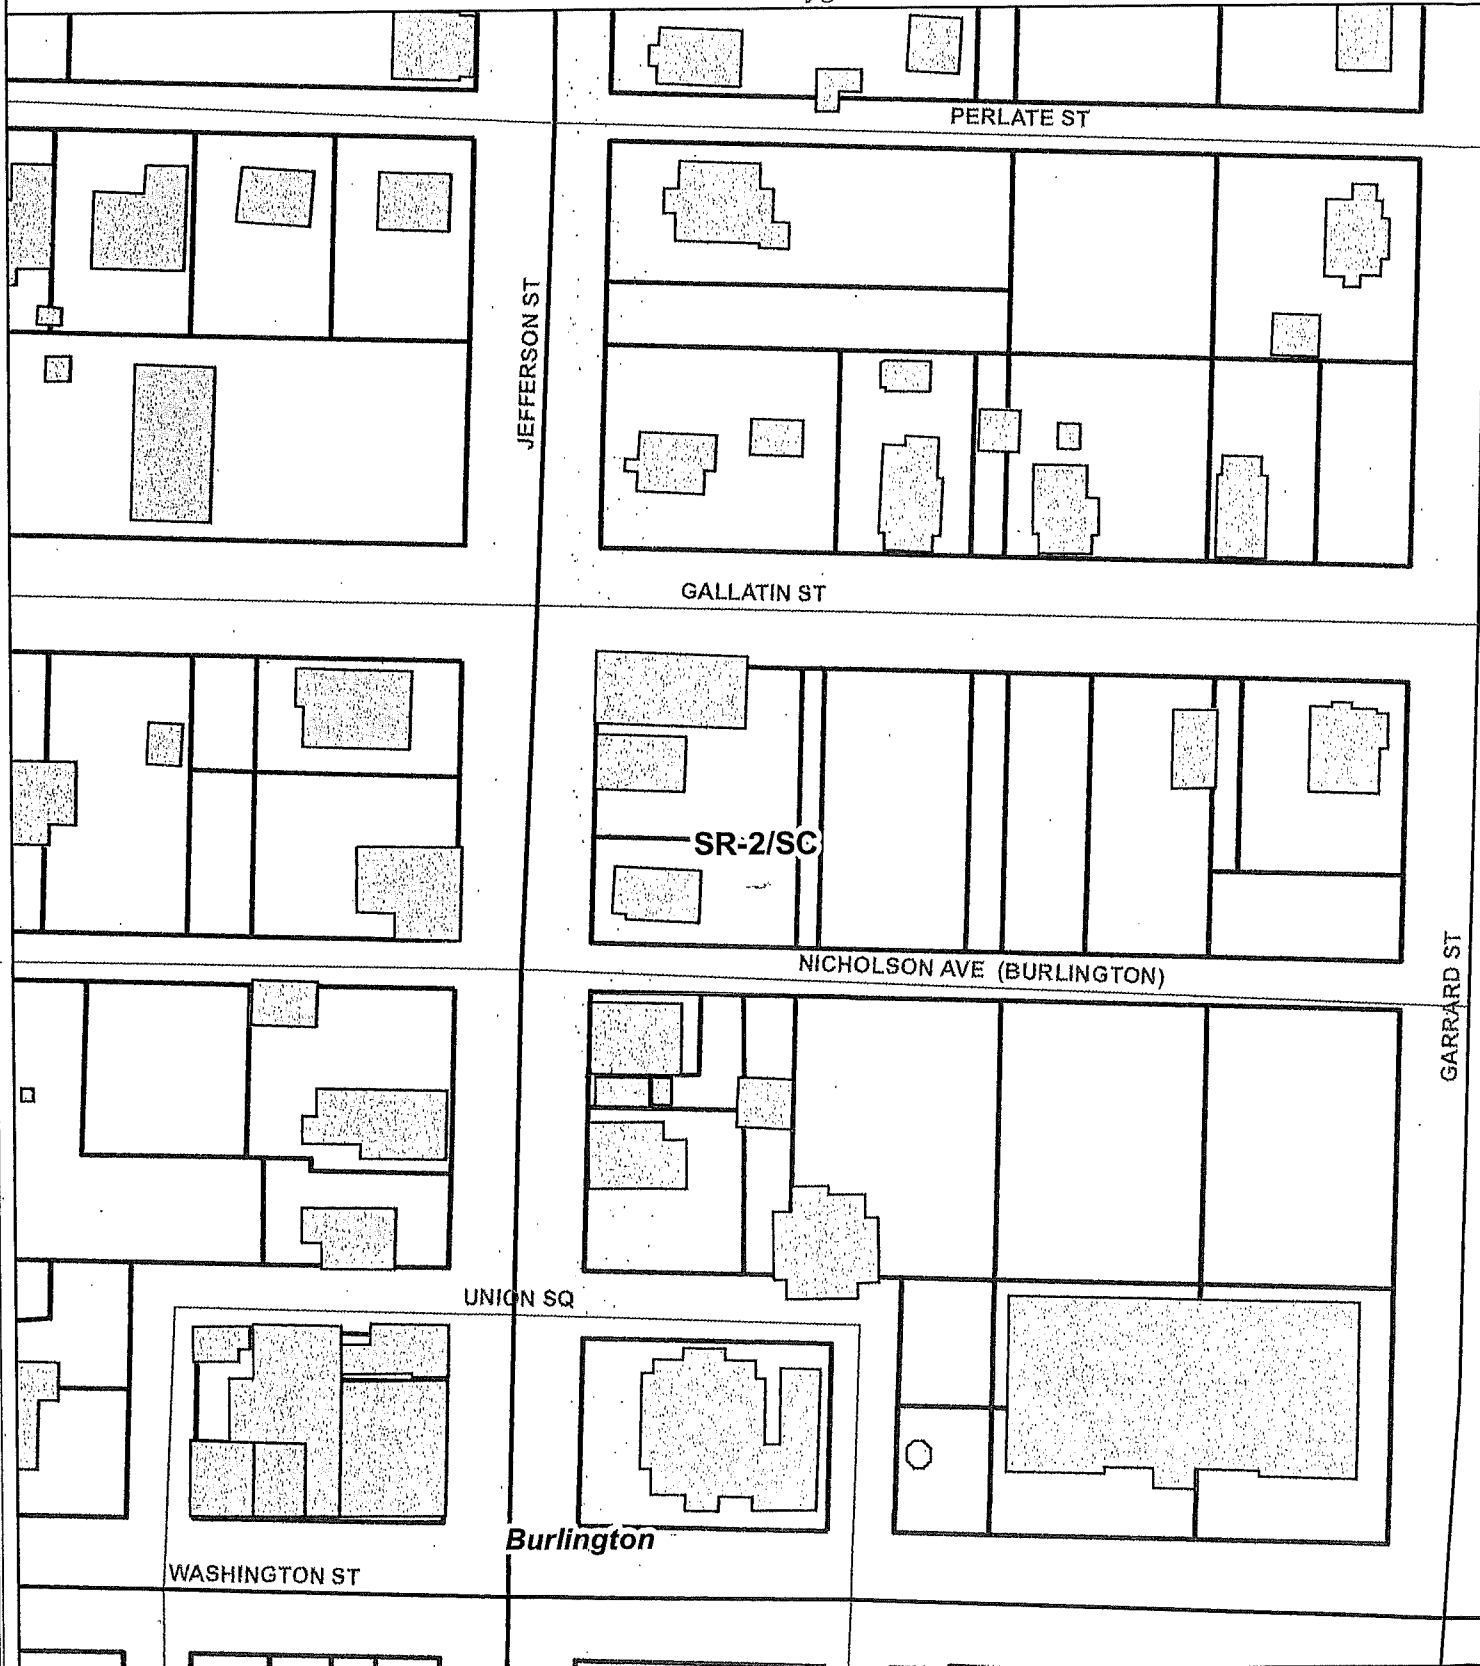 PERLATE ST
JEFFERSON ST
GALLATIN ST
SR-2/SC
NICHOLSON AVE (BURLINGTON)
GARRARD ST
UNION SQ
Burlington
WASHINGTON ST